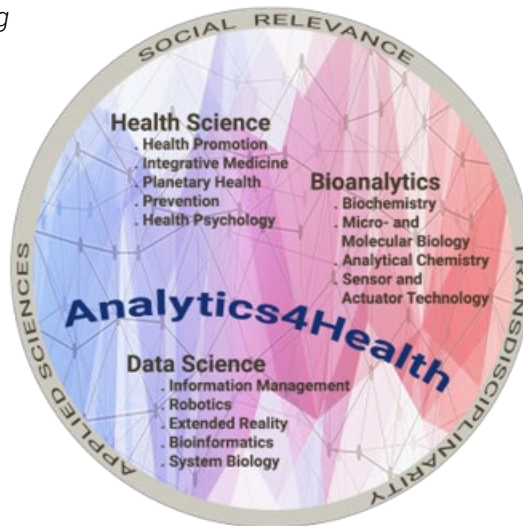 g
SOCIAL RELEVANCE
Health Science
. Health Promotion
. Integrative Medicine
. Planetary Health
. Prevention
. Health Psychology
Bioanalytics
. Biochemistry
. Micro- and
Molecular Biology
. Analytical Chemistry
. Sensor and
Actuator Technology
Analytics4Health
Data Science
. Information Management
. Robotics
. Extended Reality
. Bioinformatics
. System Biology
APPLIED SCIENCES
TRANSDISCIPLINARITY